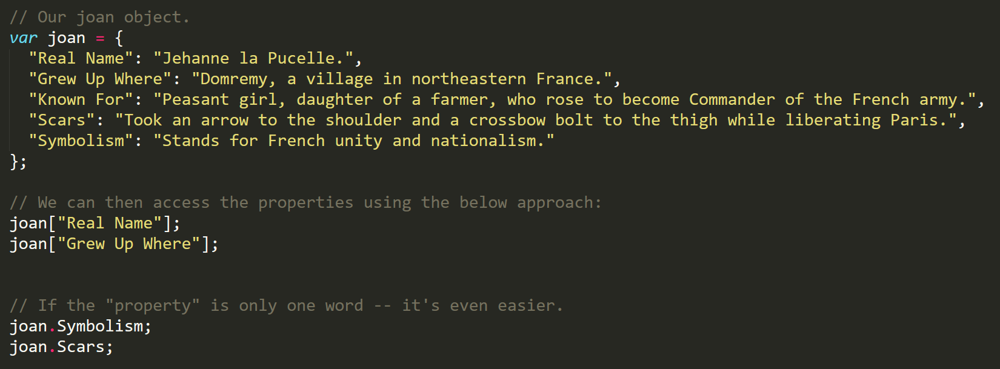 // Our joan object.
var joan = {
  "Real Name": "Jehanne la Pucelle.",
  "Grew Up Where": "Domremy, a village in northeastern France.",
  "Known For": "Peasant girl, daughter of a farmer, who rose to become Commander of the French army.",
  "Scars": "Took an arrow to the shoulder and a crossbow bolt to the thigh while liberating Paris.",
  "Symbolism": "Stands for French unity and nationalism."
};

// We can then access the properties using the below approach:
joan["Real Name"];
joan["Grew Up Where"];

// If the "property" is only one word -- it's even easier.
joan.Symbolism;
joan.Scars;